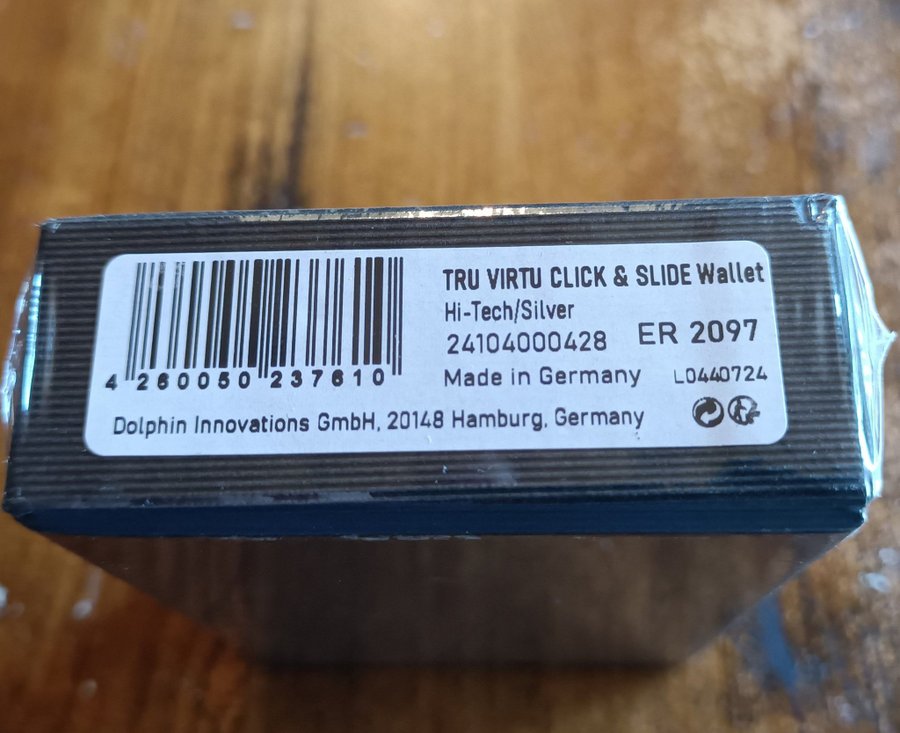 TRU VIRTU CLICK & SLIDE Wallet
Hi-Tech/Silver
24104000428 ER 2097
Made in Germany L0440724
4 260050 237610
Dolphin Innovations GmbH, 20148 Hamburg, Germany